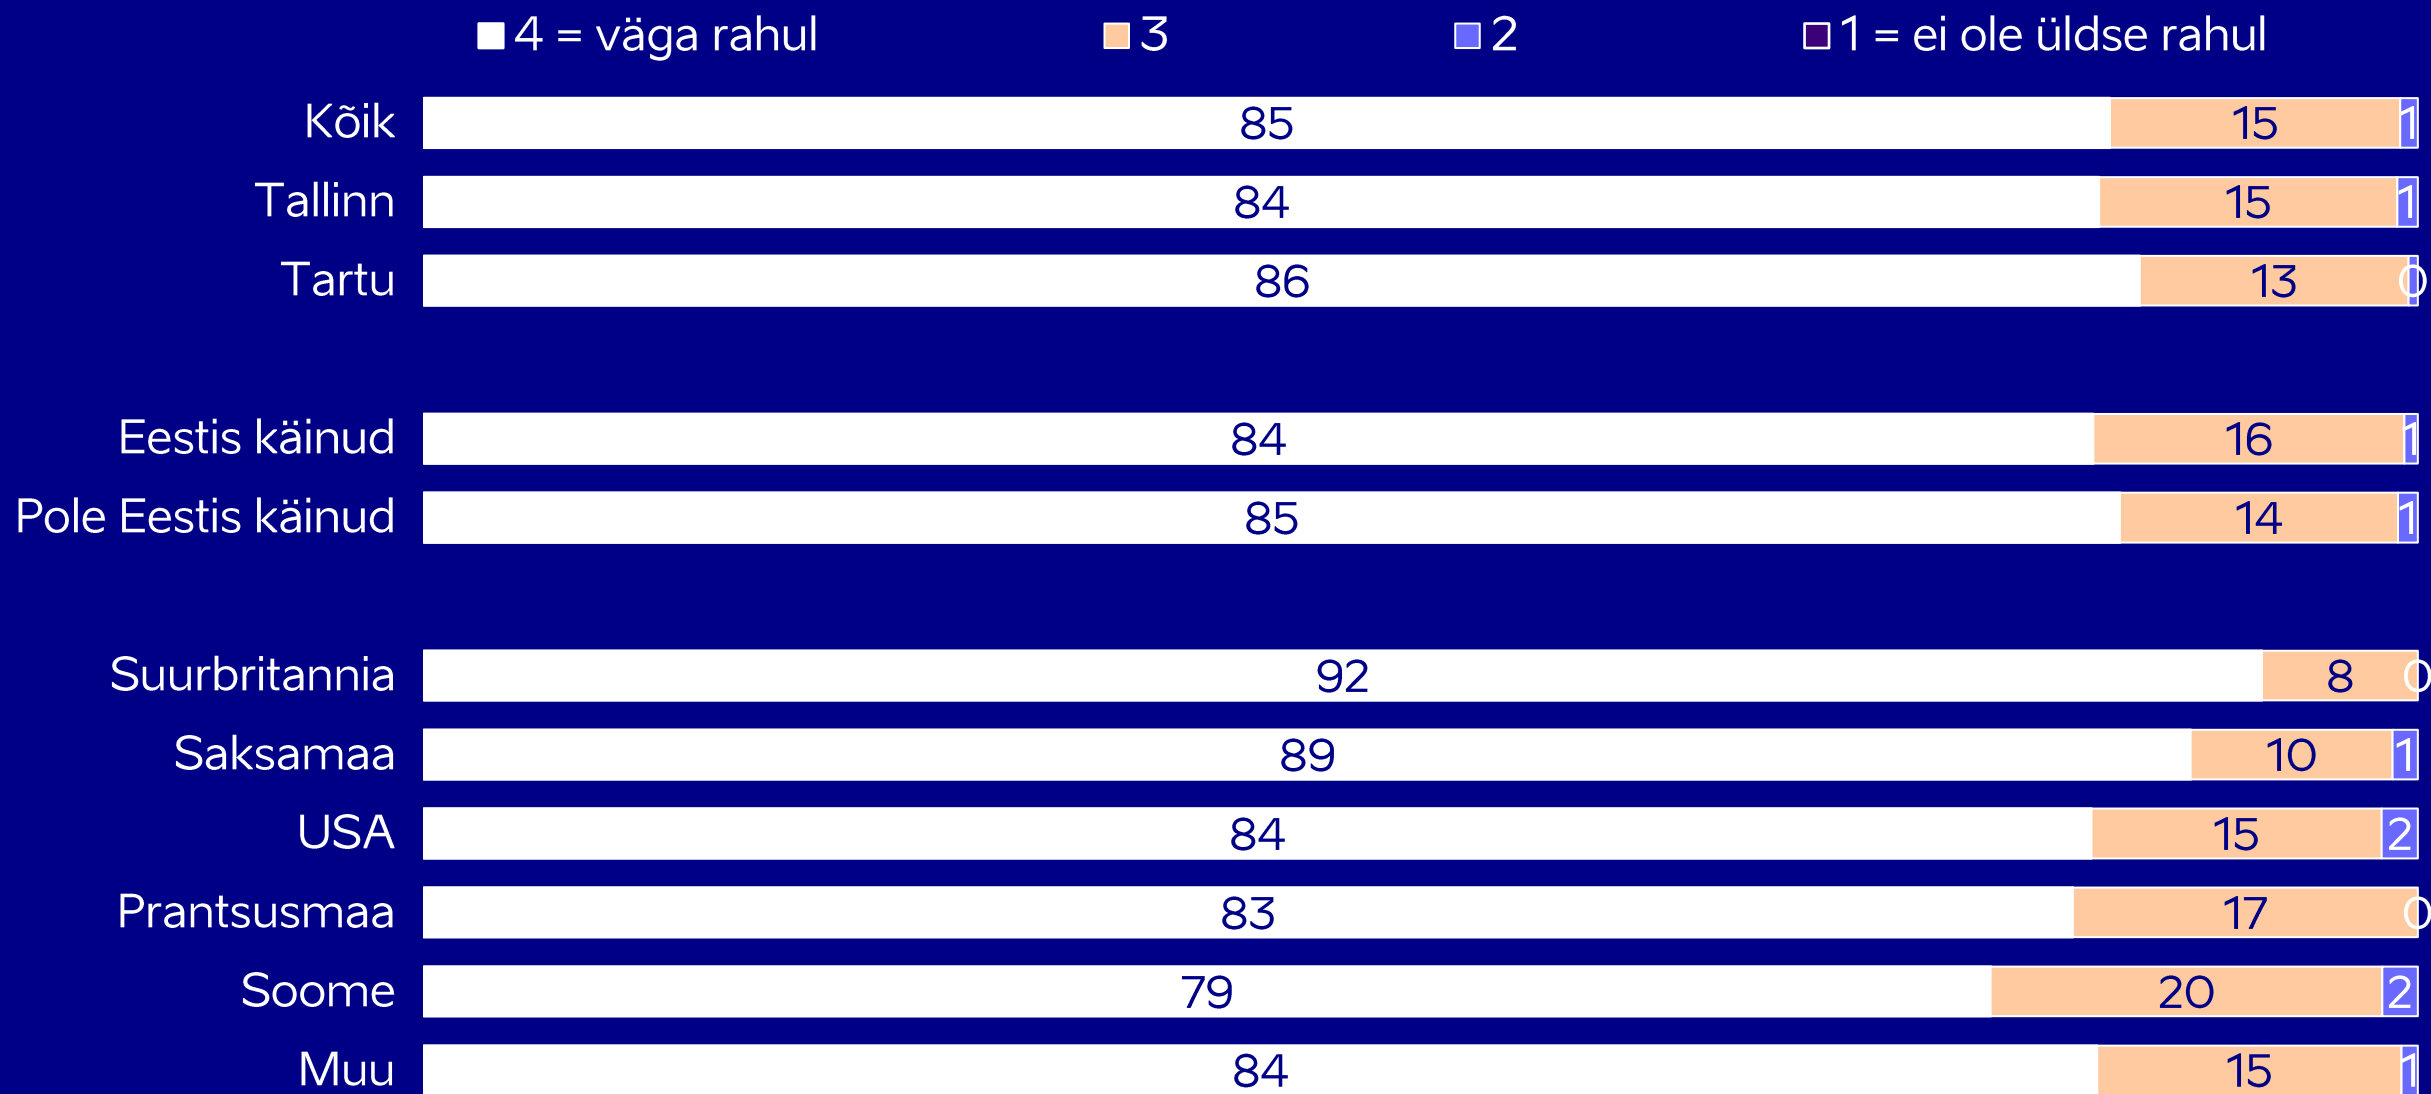 4 = väga rahul 3 2 1 = ei ole üldse rahul
Kõik 85 15 1
Tallinn 84 15 1
Tartu 86 13 0
Eestis käinud 84 16 1
Pole Eestis käinud 85 14 1
Suurbritannia 92 8 0
Saksamaa 89 10 1
USA 84 15 2
Prantsusmaa 83 17 0
Soome 79 20 2
Muu 84 15 1